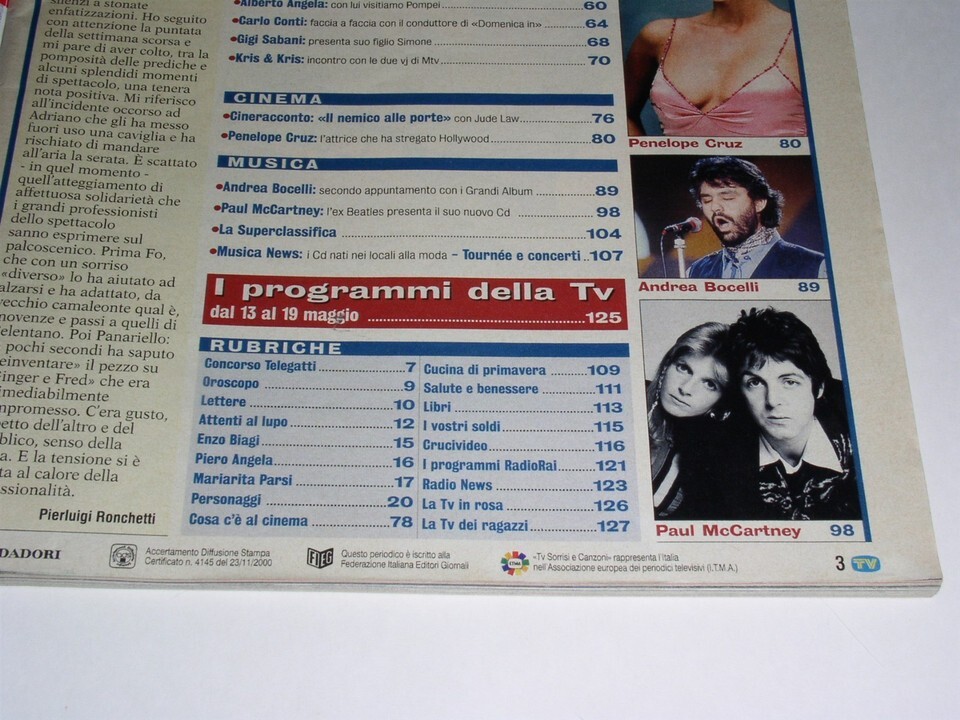 silenzi a stonate
enfatizzazioni. Ho seguito
con attenzione la puntata
della settimana scorsa e
mi pare di aver colto, tra la
pomposità delle prediche e
alcuni splendidi momenti
di spettacolo, una tenera
nota positiva. Mi riferisco
all'incidente occorso ad
Adriano che gli ha messo
fuori uso una caviglia e ha
rischiato di mandare
all'aria la serata. È scattato
- in quel momento -
quell'atteggiamento di
affettuosa solidarietà che
i grandi professionisti
dello spettacolo
sanno esprimere sul
palcoscenico. Prima Fo,
che con un sorriso
«diverso» lo ha aiutato ad
alzarsi e ha adattato, da
vecchio camaleonte qual è,
movenze e passi a quelli di
Celentano. Poi Panariello:
pochi secondi ha saputo
«reinventare» il pezzo su
Ginger e Fred» che era
C'era gusto,
dell'altro e del
senso della
E la tensione si è
al calore della
Pierluigi Ronchetti
•Alberto Angela: con lui visitiamo Pompei 60
•Carlo Conti: faccia a faccia con il conduttore di «Domenica in» 64
•Gigi Sabani: presenta suo figlio Simone 68
•Kris & Kris: incontro con le due vj di Mtv 70
CINEMA
•Cineracconto: «Il nemico alle porte» con Jude Law 76
•Penelope Cruz: l'attrice che ha stregato Hollywood 80
MUSICA
•Andrea Bocelli: secondo appuntamento con i Grandi Album 89
•Paul McCartney: l'ex Beatles presenta il suo nuovo Cd 98
•La Superclassifica 104
•Musica News: i Cd nati nei locali alla moda – Tournée e concerti ..107
I programmi della Tv
dal 13 al 19 maggio 125
RUBRICHE
Concorso Telegatti 7
Oroscopo 9
Lettere 10
Attenti al lupo 12
Enzo Biagi 15
Piero Angela 16
Mariarita Parsi 17
Personaggi 20
Cosa c'è al cinema 78
Cucina di primavera 109
Salute e benessere 111
Libri 113
I vostri soldi 115
Crucivideo 116
I programmi RadioRai 121
Radio News 123
La Tv in rosa 126
La Tv dei ragazzi 127
Penelope Cruz 80
Andrea Bocelli 89
Paul McCartney 98
DADORI
Accertamento Diffusione Stampa
Certificato n. 4145 del 23/11/2000
FIEG
Questo periodico è iscritto alla
Federazione Italiana Editori Giornali
«Tv Sorrisi e Canzoni» rappresenta l'Italia
nell'Associazione europea dei periodici televisivi (I.T.M.A.)
3 TV